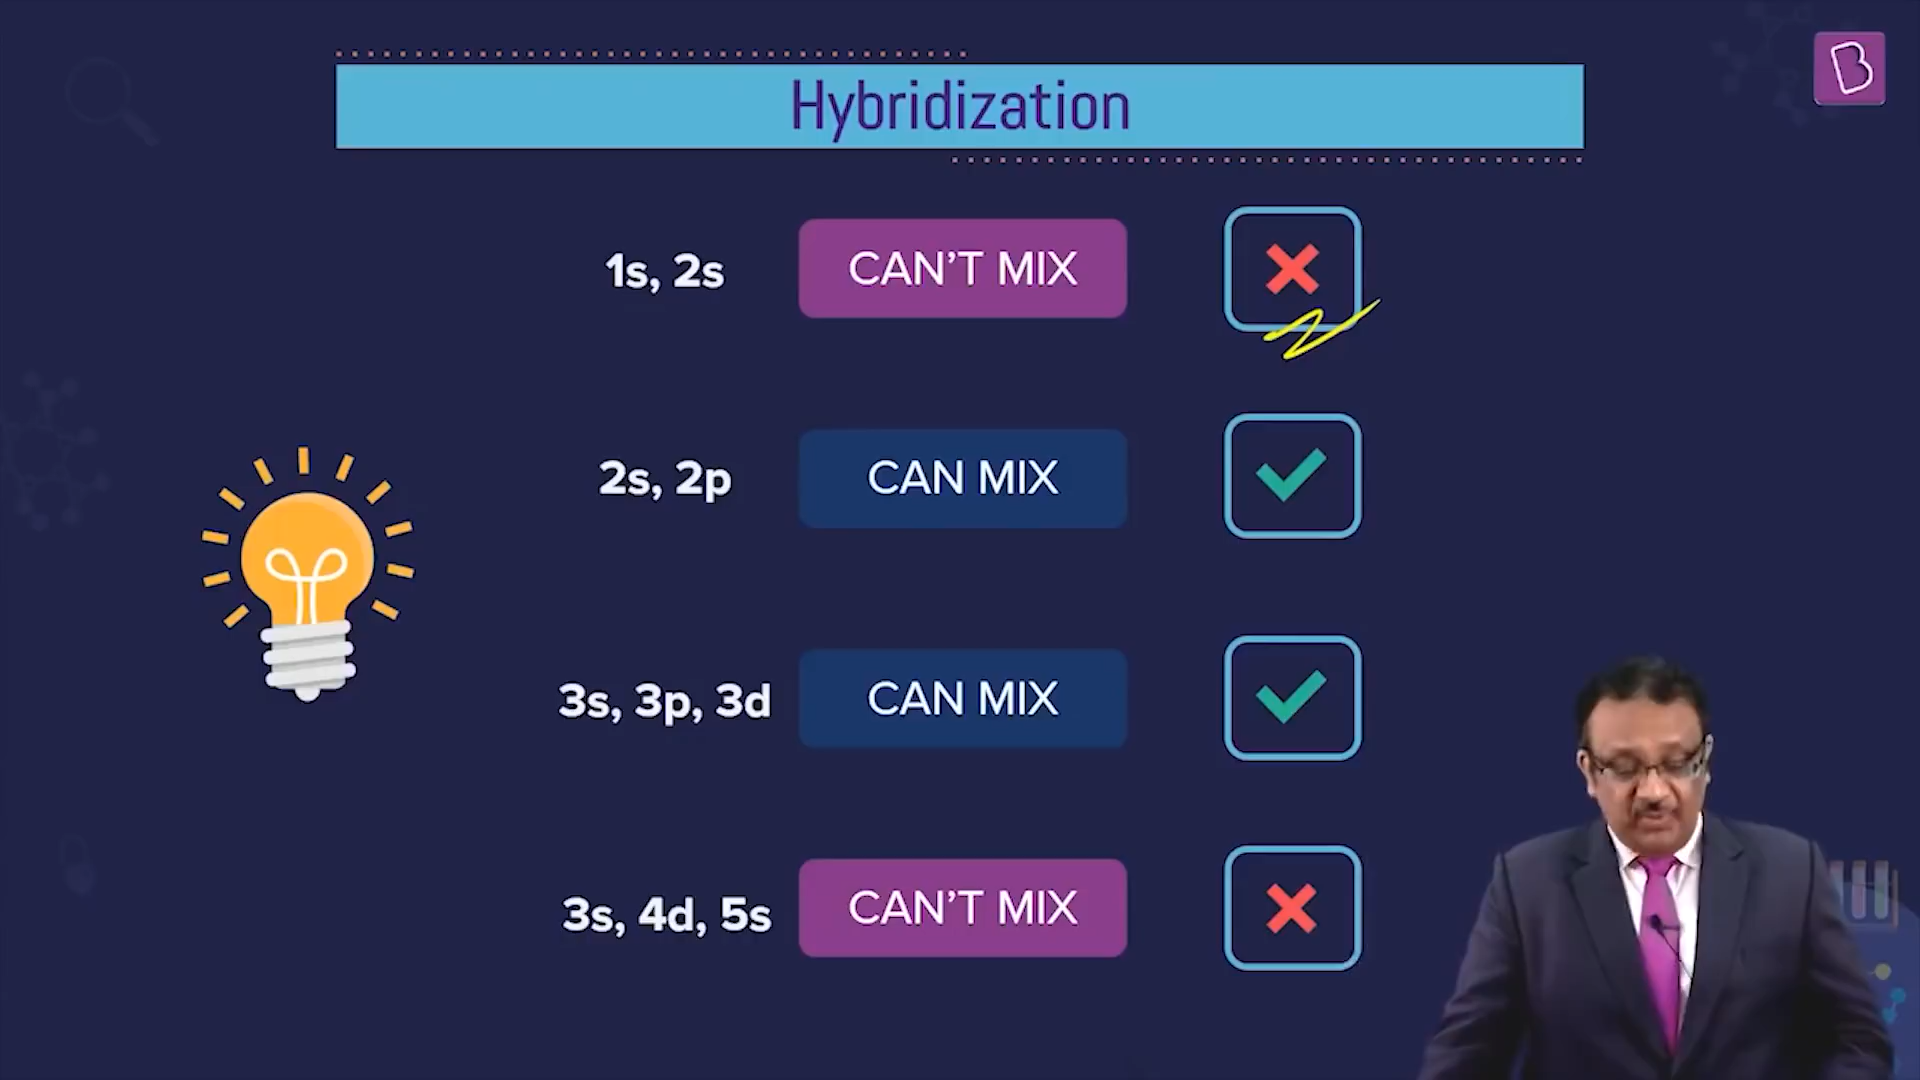 Hybridization
B
1s, 2s CAN'T MIX
2s, 2p CAN MIX
3s, 3p, 3d CAN MIX
3s, 4d, 5s CAN'T MIX